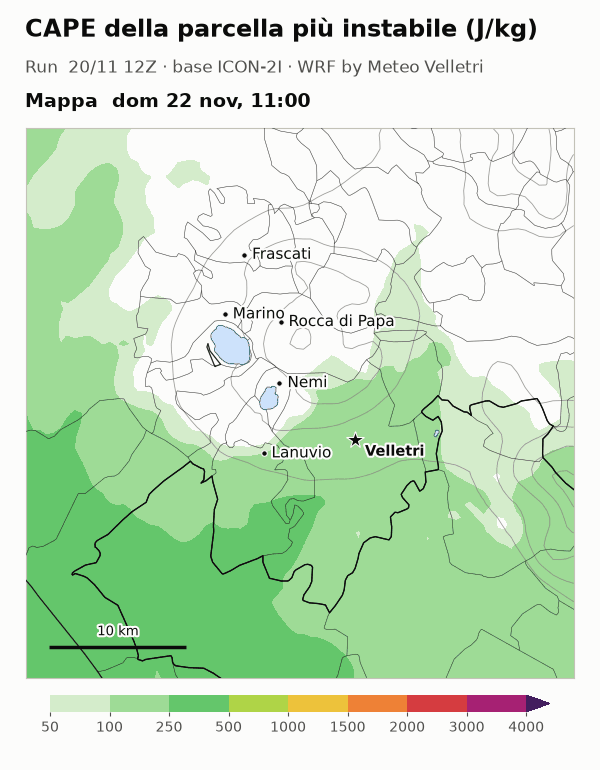 CAPE della parcella più instabile (J/kg)
Run  20/11 12Z · base ICON-2I · WRF by Meteo Velletri
Mappa  dom 22 nov, 11:00
Frascati
Marino
Rocca di Papa
Nemi
Velletri
Lanuvio
10 km
50 100 250 500 1000 1500 2000 3000 4000